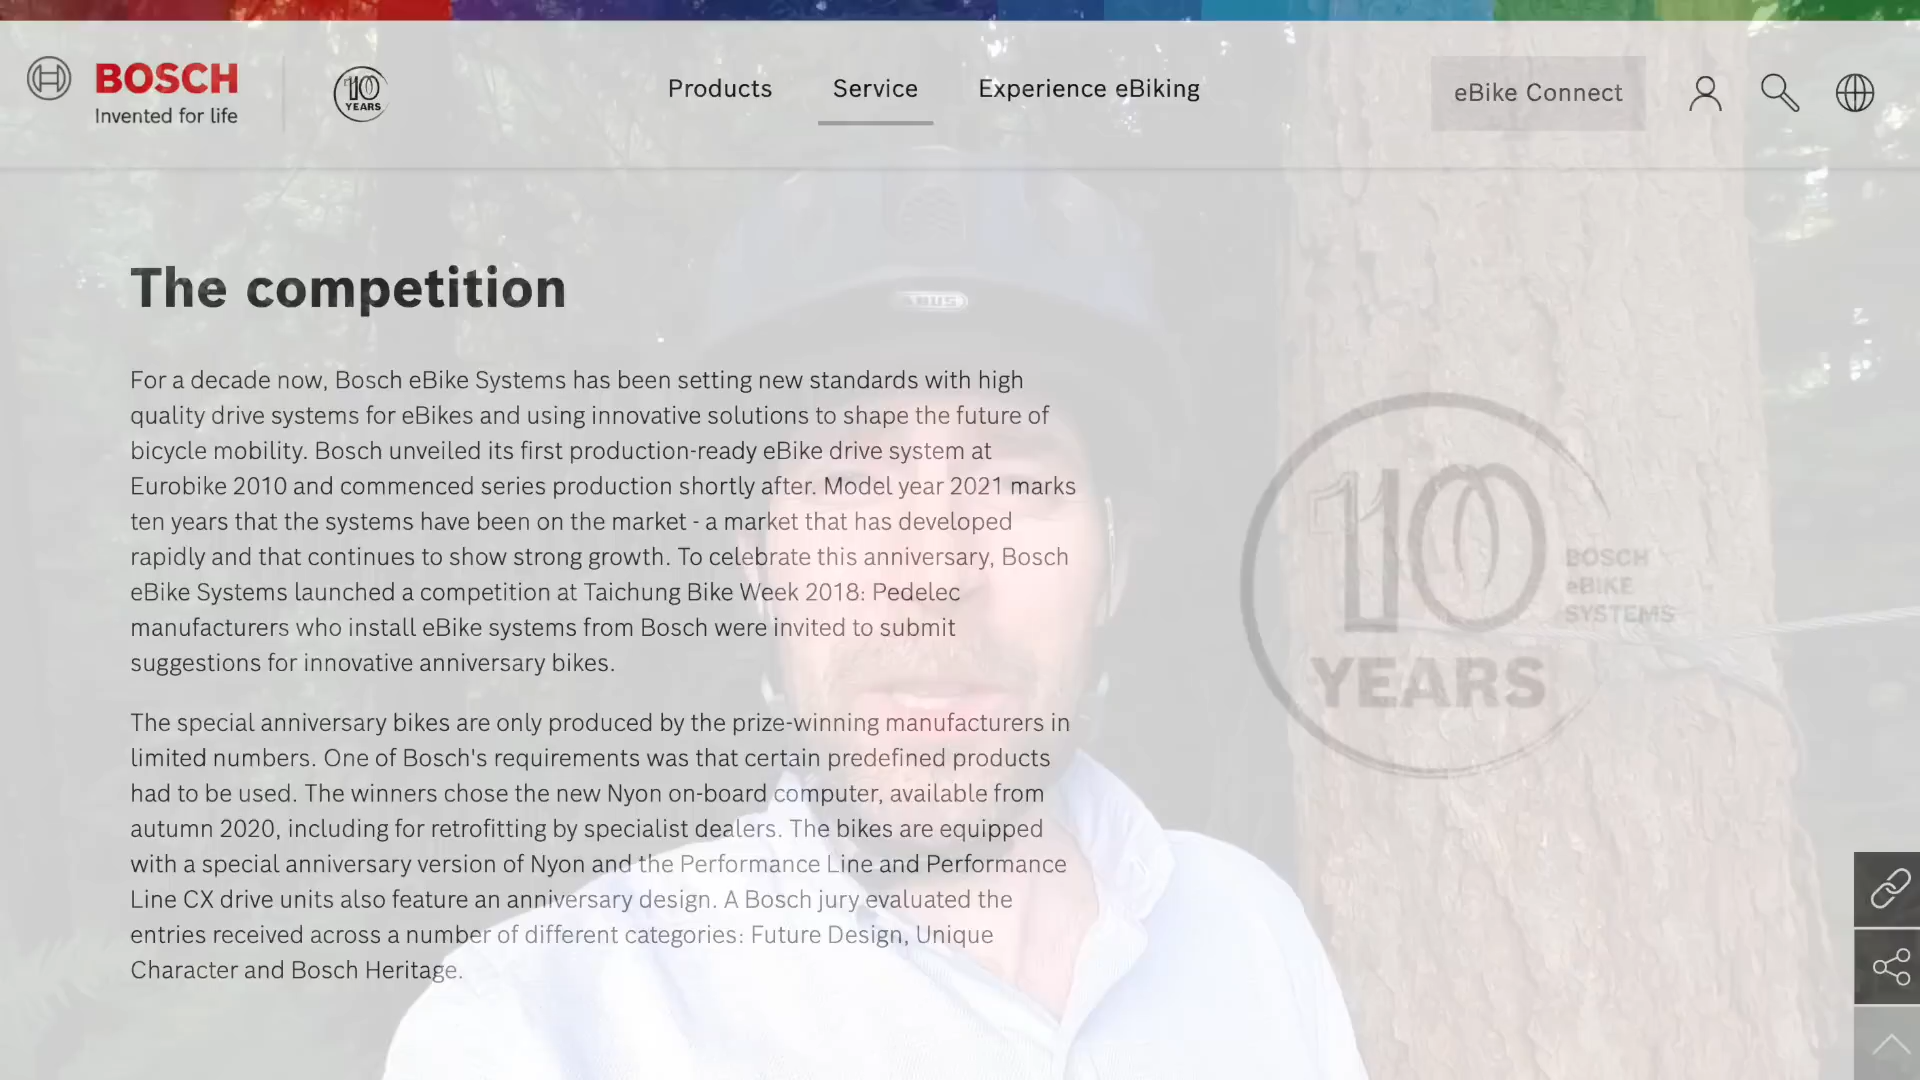 BOSCH
Invented for life
10
YEARS
Products
Service
Experience eBiking
eBike Connect
The competition
ABUS
For a decade now, Bosch eBike Systems has been setting new standards with high
quality drive systems for eBikes and using innovative solutions to shape the future of
bicycle mobility. Bosch unveiled its first production-ready eBike drive system at
Eurobike 2010 and commenced series production shortly after. Model year 2021 marks
ten years that the systems have been on the market - a market that has developed
rapidly and that continues to show strong growth. To celebrate this anniversary, Bosch
eBike Systems launched a competition at Taichung Bike Week 2018: Pedelec
manufacturers who install eBike systems from Bosch were invited to submit
suggestions for innovative anniversary bikes.
The special anniversary bikes are only produced by the prize-winning manufacturers in
limited numbers. One of Bosch's requirements was that certain predefined products
had to be used. The winners chose the new Nyon on-board computer, available from
autumn 2020, including for retrofitting by specialist dealers. The bikes are equipped
with a special anniversary version of Nyon and the Performance Line and Performance
Line CX drive units also feature an anniversary design. A Bosch jury evaluated the
entries received across a number of different categories: Future Design, Unique
Character and Bosch Heritage.
10
YEARS
BOSCH
eBIKE
SYSTEMS